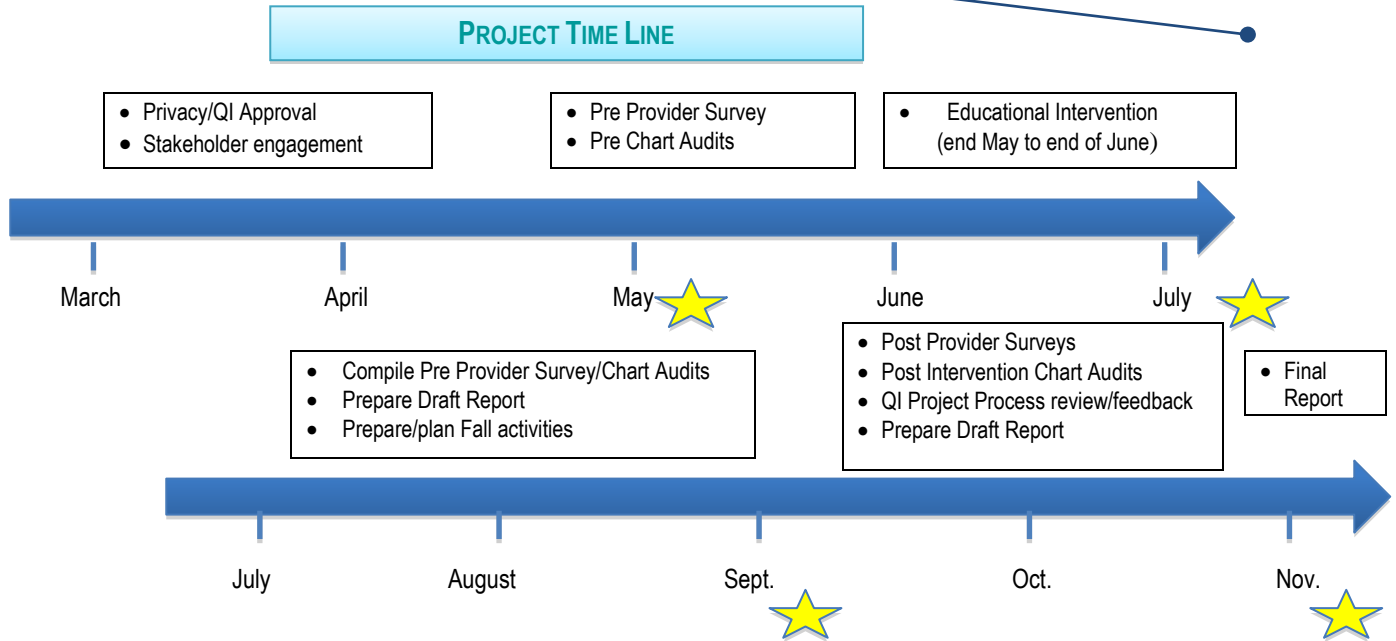 PROJECT TIME LINE
• Privacy/QI Approval
• Stakeholder engagement
• Pre Provider Survey
• Pre Chart Audits
• Educational Intervention
(end May to end of June)
March
April
May
June
July
• Compile Pre Provider Survey/Chart Audits
• Prepare Draft Report
• Prepare/plan Fall activities
• Post Provider Surveys
• Post Intervention Chart Audits
• QI Project Process review/feedback
• Prepare Draft Report
• Final
Report
July
August
Sept.
Oct.
Nov.